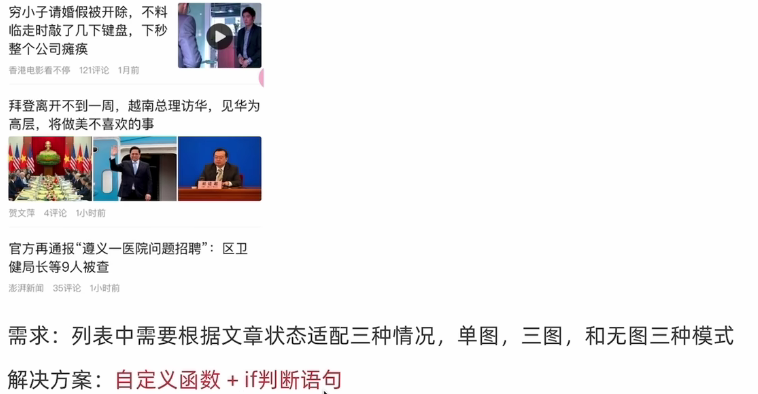 穷小子请婚假被开除，不料
临走时敲了几下键盘，下秒
整个公司瘫痪
香港电影看不停 121评论 1月前
拜登离开不到一周，越南总理访华，见华为
高层，将做美不喜欢的事
贺文萍 4评论 1小时前
官方再通报“遵义一医院问题招聘”：区卫
健局长等9人被查
澎湃新闻 35评论 1小时前
需求：列表中需要根据文章状态适配三种情况，单图，三图，和无图三种模式
解决方案：自定义函数 + if判断语句